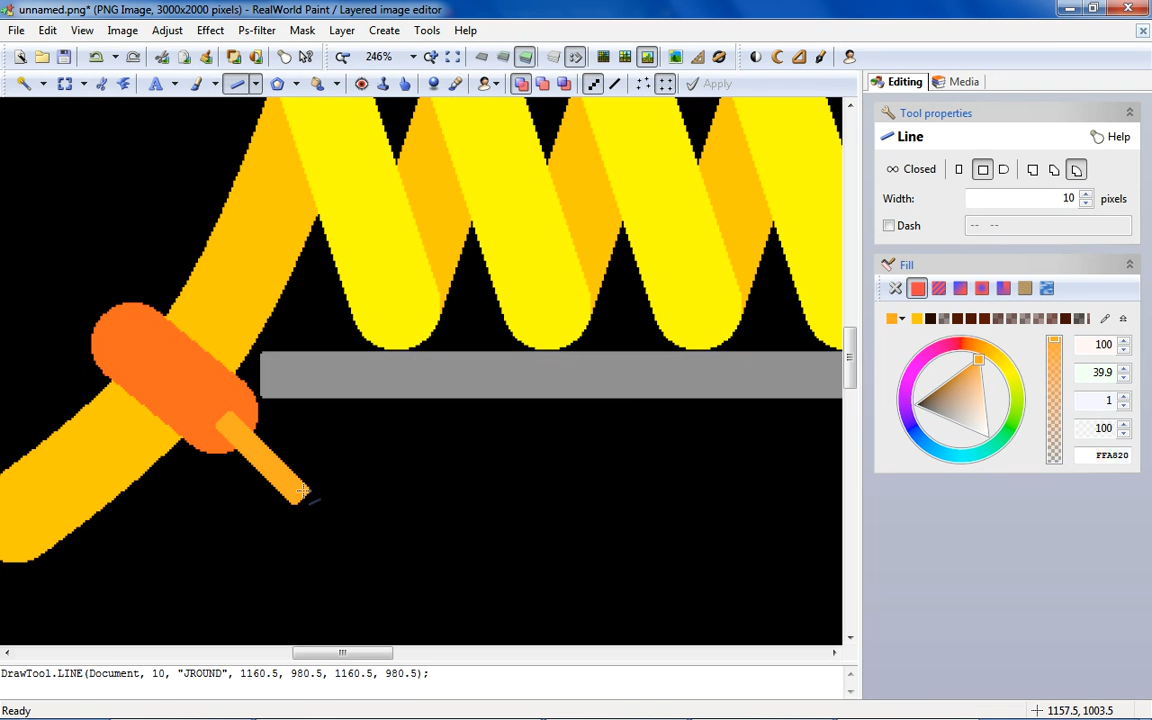 unnamed.png* (PNG Image, 3000x2000 pixels) - RealWorld Paint / Layered image editor
File Edit View Image Adjust Effect Ps-filter Mask Layer Create Tools Help
246%
Apply
Editing Media
Tool properties
Line Help
Closed
Width: 10 pixels
Dash -- --
Fill
100
39.9
1
100
FFA820
DrawTool.LINE(Document, 10, "JROUND", 1160.5, 980.5, 1160.5, 980.5);
Ready 1157.5, 1003.5